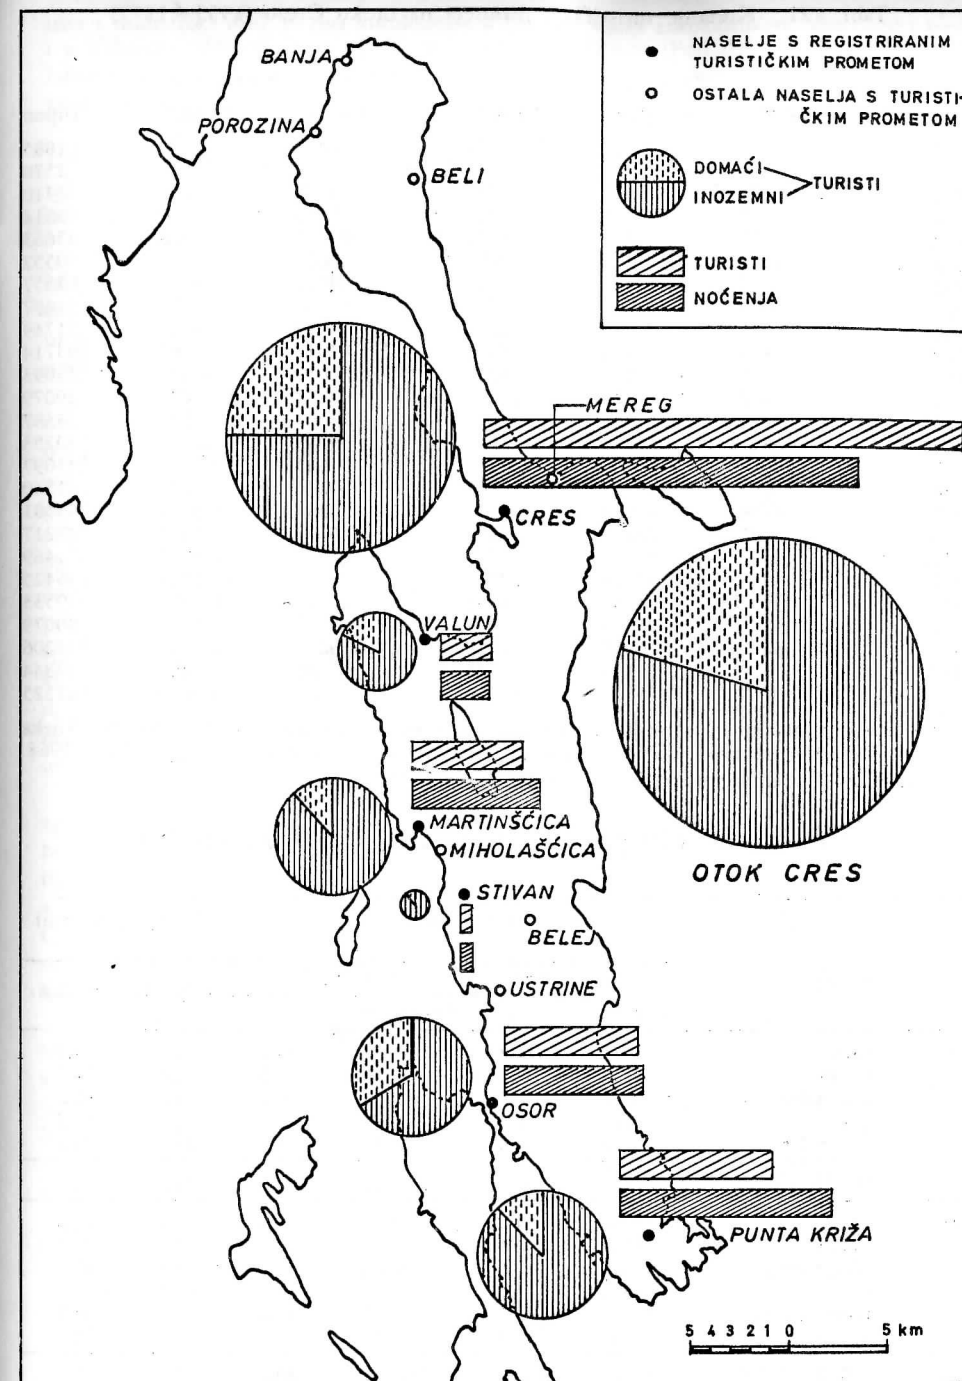 NASELJE S REGISTRIRANIM
TURISTIČKIM PROMETOM
OSTALA NASELJA S TURISTI-
ČKIM PROMETOM
DOMAĆI
INOZEMNI
TURISTI
TURISTI
NOĆENJA
BANJA
POROZINA
BELI
MEREG
CRES
VALUN
MARTINŠĆICA
MIHOLAŠĆICA
STIVAN
BELEJ
USTRINE
OSOR
PUNTA KRIŽA
OTOK CRES
5 4 3 2 1 0 5 km